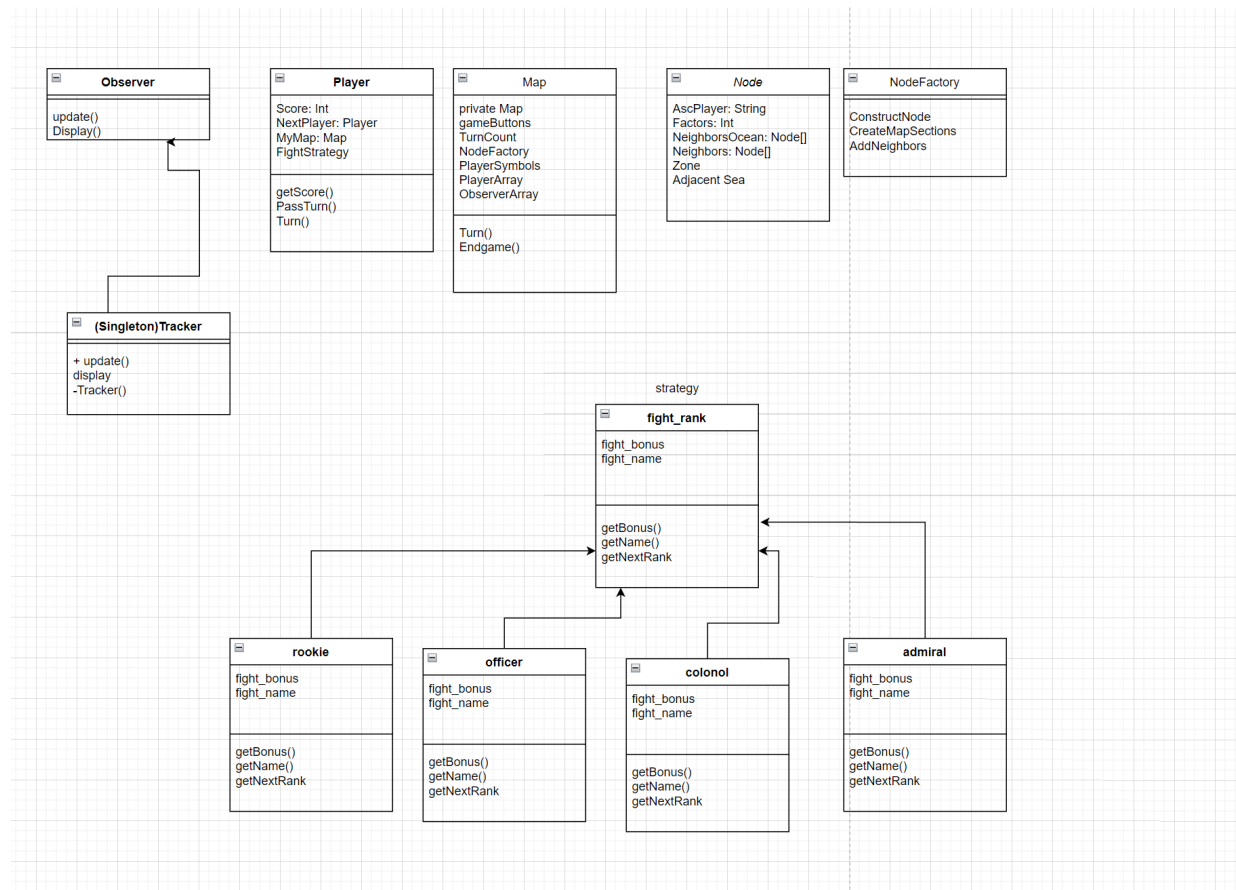 Observer
update()
Display()
Player
Score: Int
NextPlayer: Player
MyMap: Map
FightStrategy
getScore()
PassTurn()
Turn()
Map
private Map
gameButtons
TurnCount
NodeFactory
PlayerSymbols
PlayerArray
ObserverArray
Turn()
Endgame()
Node
AscPlayer: String
Factors: Int
NeighborsOcean: Node[]
Neighbors: Node[]
Zone
Adjacent Sea
NodeFactory
ConstructNode
CreateMapSections
AddNeighbors
(Singleton)Tracker
+ update()
display
-Tracker()
strategy
fight_rank
fight_bonus
fight_name
getBonus()
getName()
getNextRank
rookie
fight_bonus
fight_name
getBonus()
getName()
getNextRank
officer
fight_bonus
fight_name
getBonus()
getName()
getNextRank
colonol
fight_bonus
fight_name
getBonus()
getName()
getNextRank
admiral
fight_bonus
fight_name
getBonus()
getName()
getNextRank